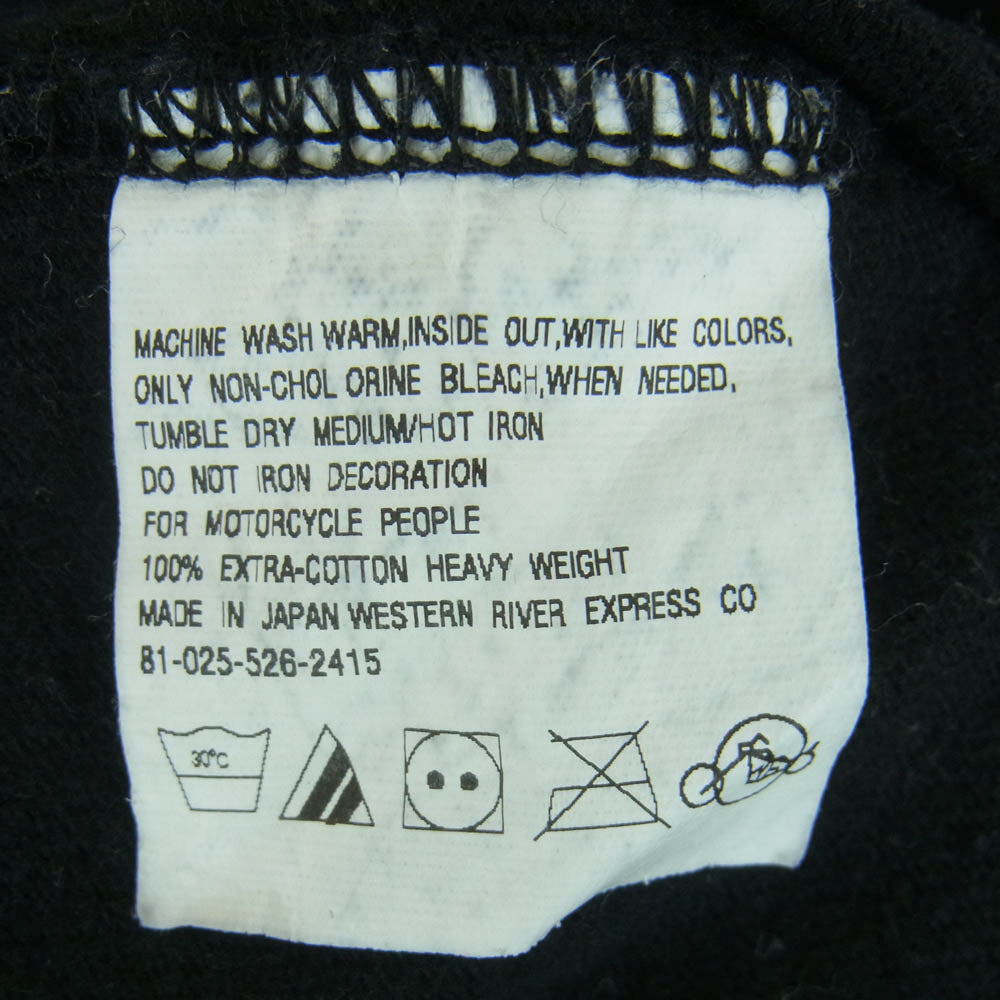 MACHINE WASH WARM,INSIDE OUT,WITH LIKE COLORS,
ONLY NON-CHOL ORINE BLEACH,WHEN NEEDED,
TUMBLE DRY MEDIUM/HOT IRON
DO NOT IRON DECORATION
FOR MOTORCYCLE PEOPLE
100% EXTRA-COTTON HEAVY WEIGHT
MADE IN JAPAN WESTERN RIVER EXPRESS CO
81-025-526-2415
30°C